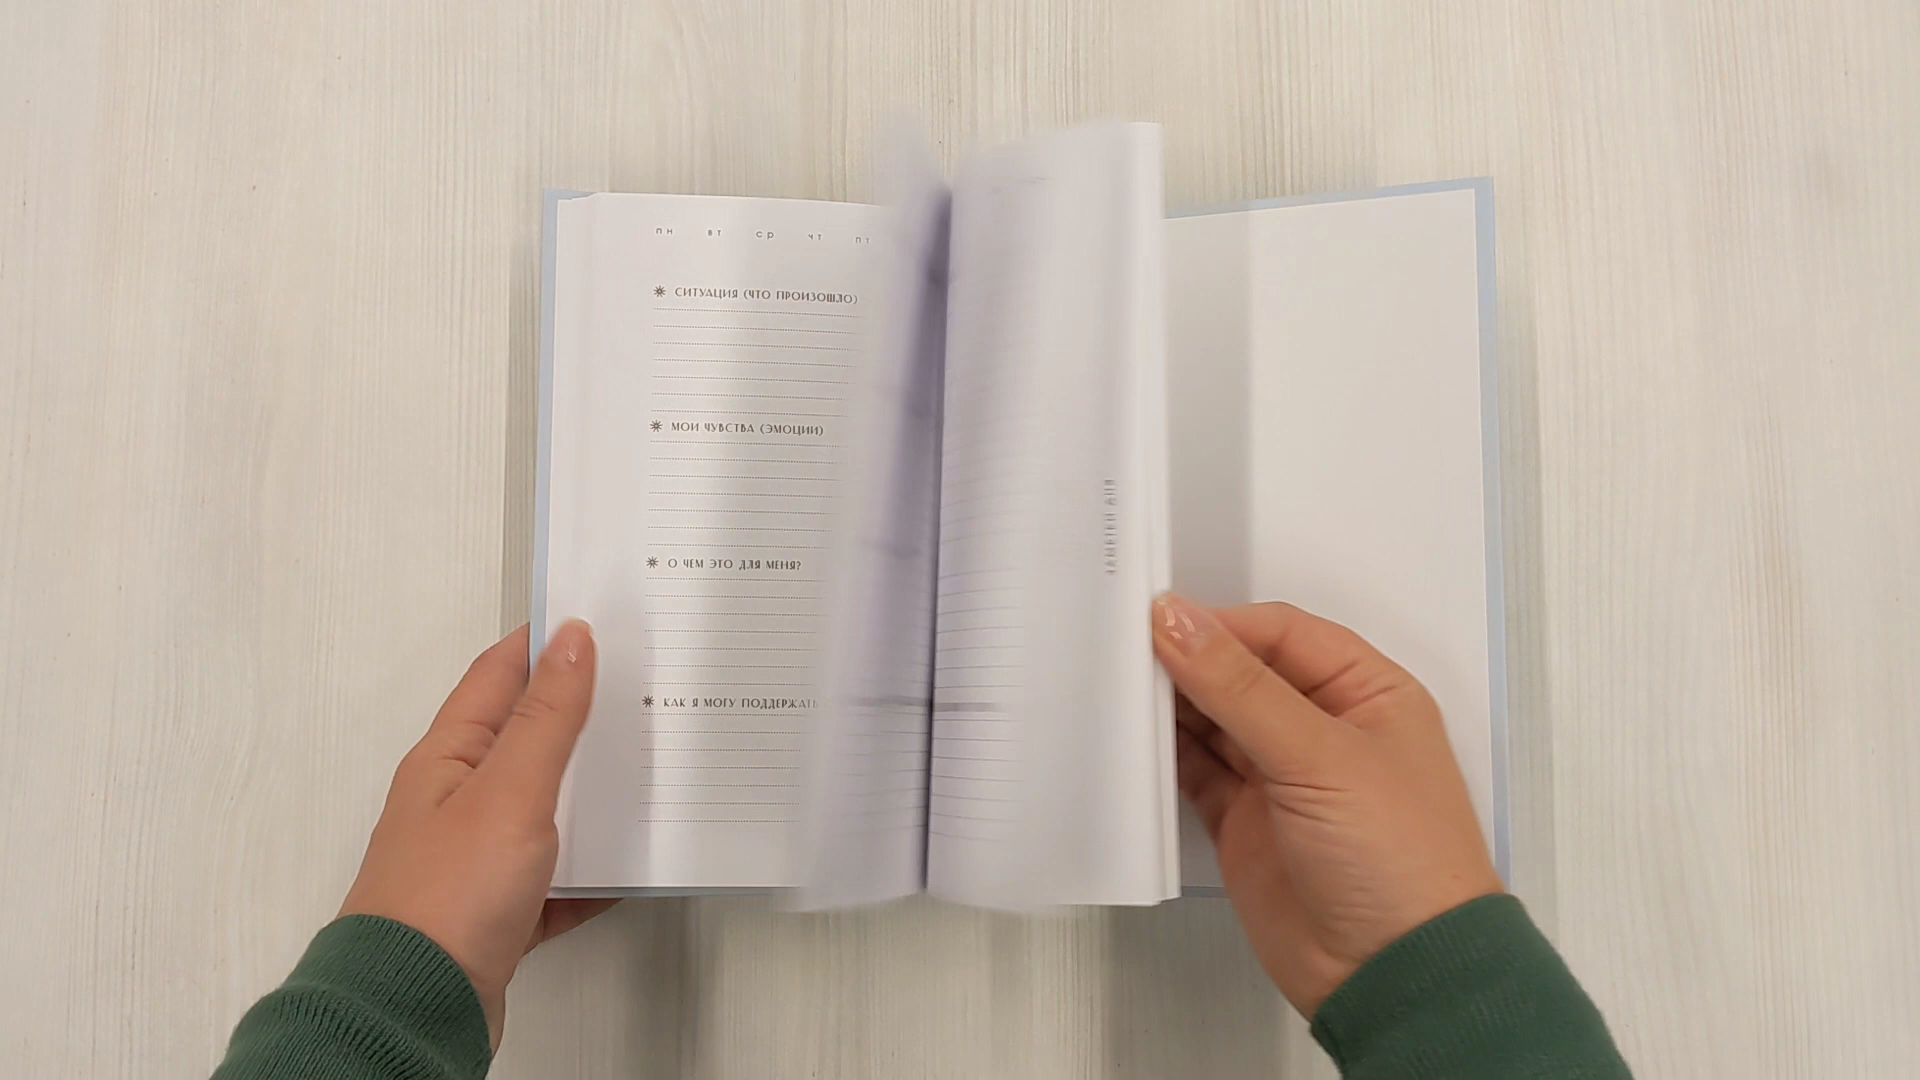 пн вт ср чт пт
СИТУАЦИЯ (ЧТО ПРОИЗОШЛО)
МОИ ЧУВСТВА (ЭМОЦИИ)
О ЧЕМ ЭТО ДЛЯ МЕНЯ?
КАК Я МОГУ ПОДДЕРЖАТЬ